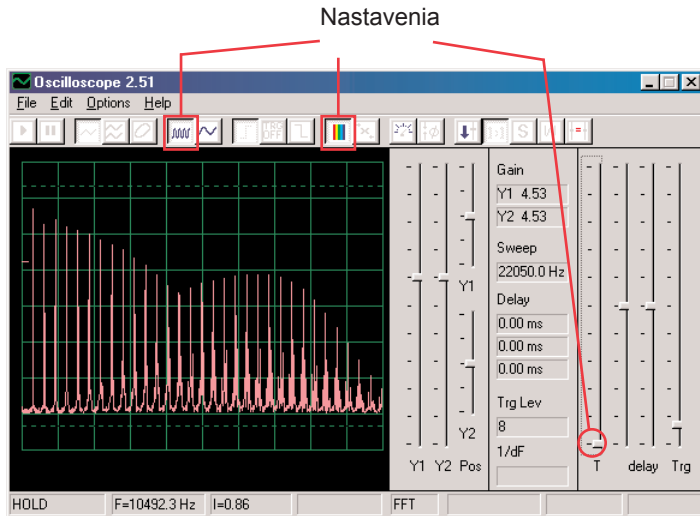 Nastavenia
Oscilloscope 2.51
File Edit Options Help
Gain
Y1 4.53
Y2 4.53
Sweep
22050.0 Hz
Y1
Delay
0.00 ms
0.00 ms
0.00 ms
Trg Lev
8
Y2
1/dF
Y1 Y2 Pos
T delay Trg
HOLD F=10492.3 Hz I=0.86 FFT